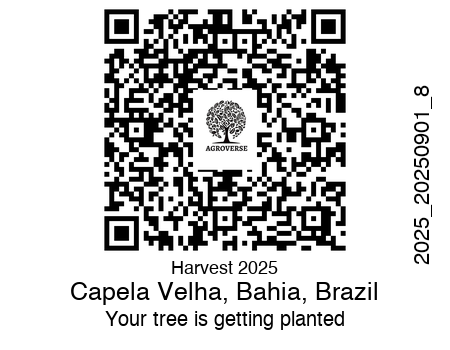 AGROVERSE
Harvest 2025
Capela Velha, Bahia, Brazil
Your tree is getting planted
2025_20250901_8